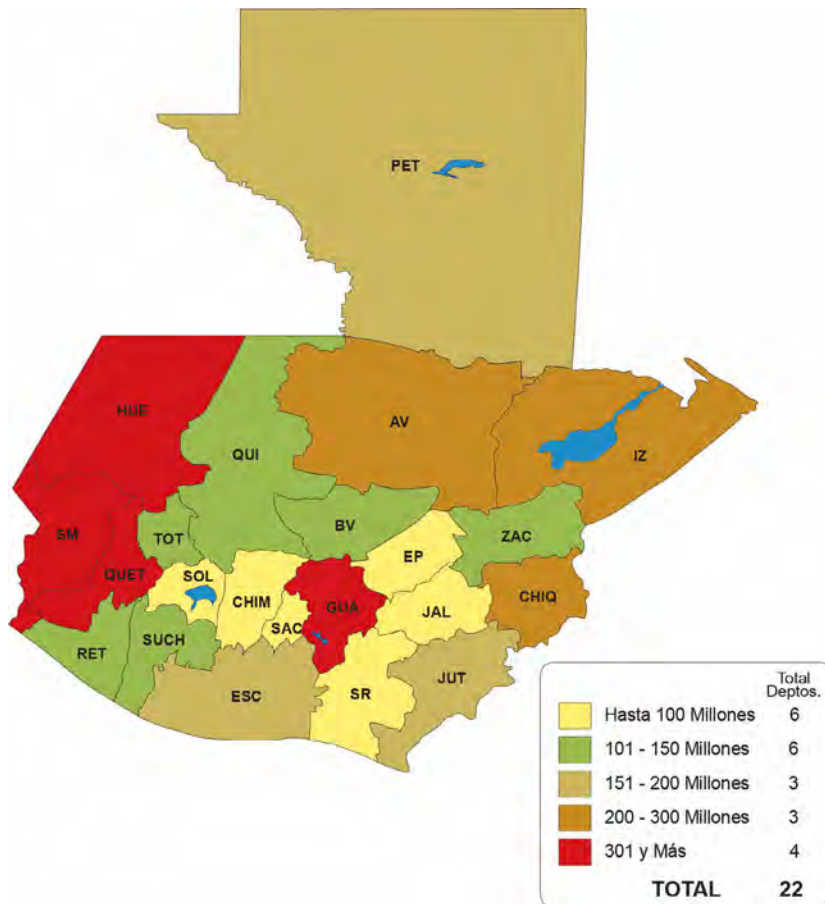 PET
HUE
AV
QUI
IZ
SM
TOT
BV
ZAC
EP
QUET
SOL
CHIM
GUA
CHIQ
JAL
SAC
RET
SUCH
ESC
SR
JUT
Total
Deptos.
Hasta 100 Millones 6
101 - 150 Millones 6
151 - 200 Millones 3
200 - 300 Millones 3
301 y Más 4
TOTAL 22